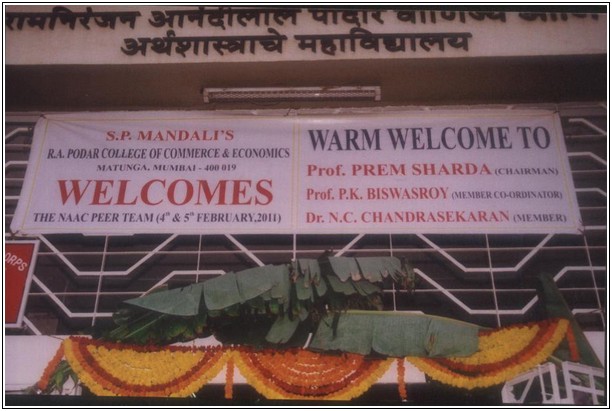 रामनिरंजन आनंदीलाल पोदार वाणिज्य आणि
अर्थशास्त्राचे महाविद्यालय
S.P. MANDALI'S
R.A. PODAR COLLEGE OF COMMERCE & ECONOMICS
MATUNGA, MUMBAI - 400 019
WELCOMES
THE NAAC PEER TEAM (4th & 5th FEBRUARY,2011)
WARM WELCOME TO
Prof. PREM SHARDA (CHAIRMAN)
Prof. P.K. BISWASROY (MEMBER CO-ORDINATOR)
Dr. N.C. CHANDRASEKARAN (MEMBER)
ORPS